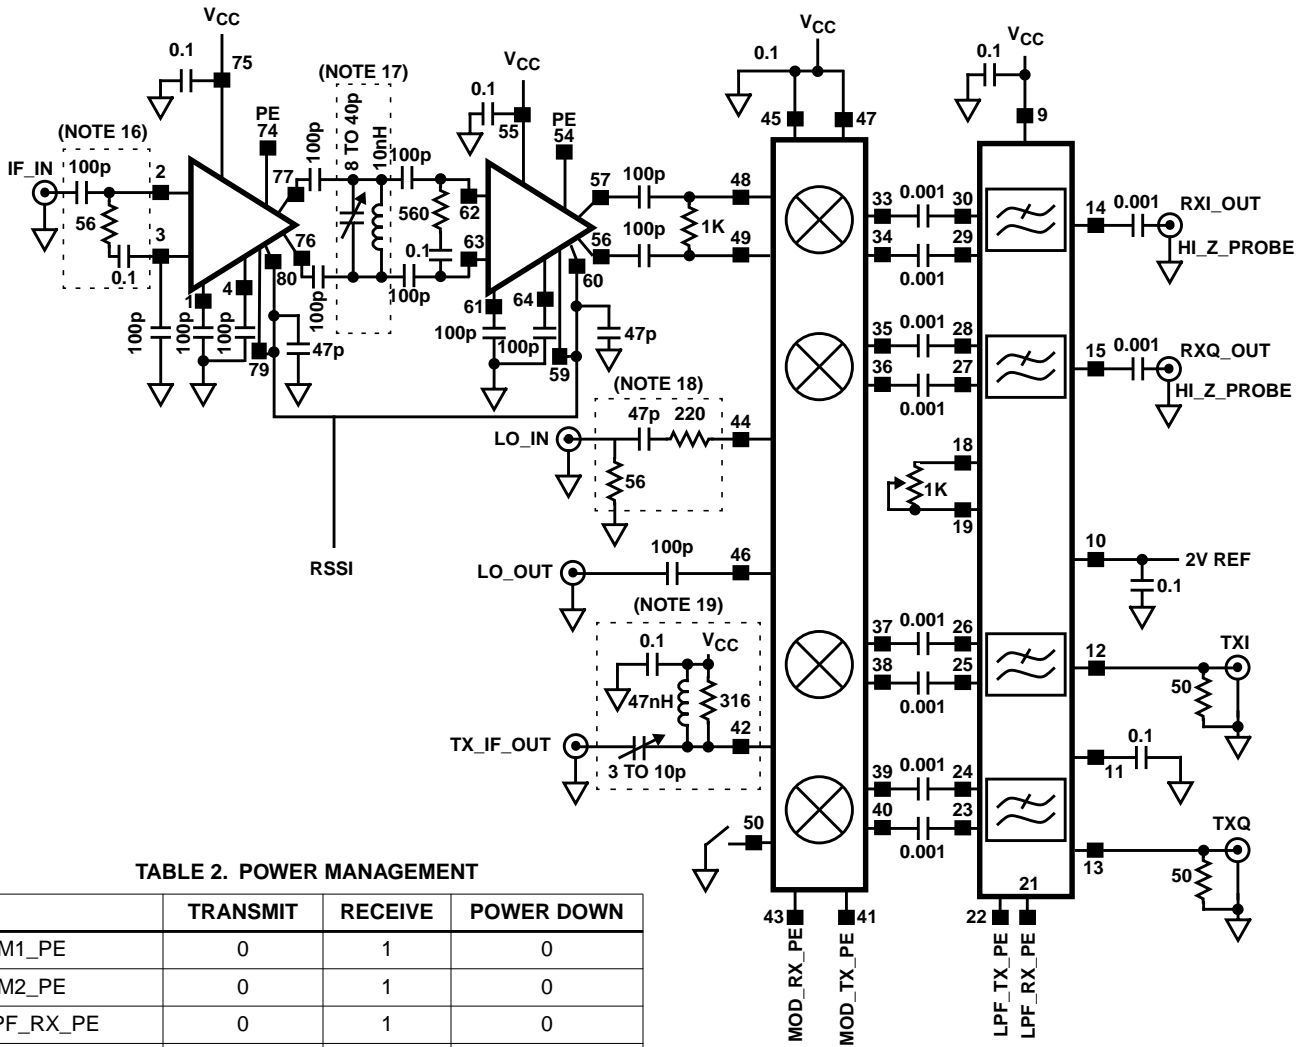 VCC
0.1
75
(NOTE 16)
IF_IN
100p
56
0.1
2
3
100p
1
100p
4
100p
PE
74
77
76
80
79
47p
100p
100p
(NOTE 17)
8 TO 40p
10nH
100p
100p
560
0.1
VCC
0.1
55
PE
54
62
63
61
64
100p
100p
57
56
60
59
47p
100p
100p
1K
48
49
RSSI
VCC
0.1
45
47
(NOTE 18)
LO_IN
47p
220
56
44
LO_OUT
100p
46
(NOTE 19)
0.1
VCC
47nH
316
TX_IF_OUT
3 TO 10p
42
50
43
41
MOD_RX_PE
MOD_TX_PE
33
0.001
30
34
0.001
29
35
0.001
28
36
0.001
27
18
1K
19
37
0.001
26
38
0.001
25
39
0.001
24
40
0.001
23
VCC
0.1
9
14
0.001
RXI_OUT
HI_Z_PROBE
15
0.001
RXQ_OUT
HI_Z_PROBE
10
2V REF
0.1
12
TXI
50
11
0.1
13
TXQ
50
21
22
LPF_TX_PE
LPF_RX_PE
TABLE 2. POWER MANAGEMENT
TRANSMIT RECEIVE POWER DOWN
M1_PE 0 1 0
M2_PE 0 1 0
PF_RX_PE 0 1 0